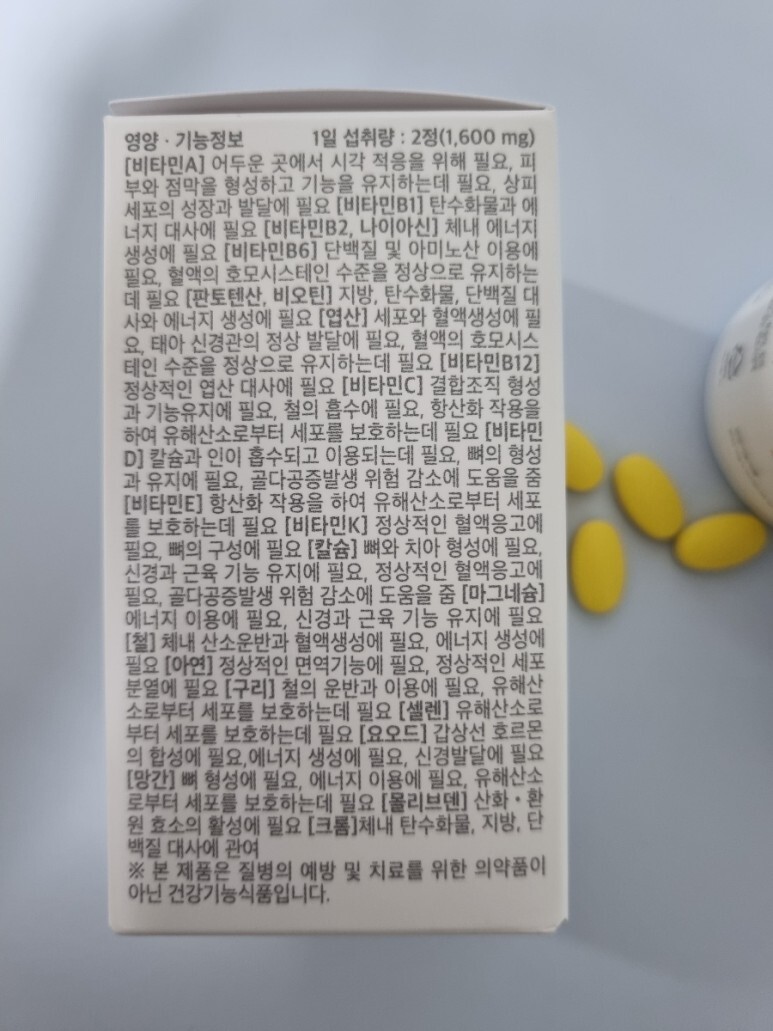 영양 · 기능정보 1일 섭취량 : 2정(1,600 mg)
[비타민A] 어두운 곳에서 시각 적응을 위해 필요, 피
부와 점막을 형성하고 기능을 유지하는데 필요, 상피
세포의 성장과 발달에 필요 [비타민B1] 탄수화물과 에
너지 대사에 필요 [비타민B2, 나이아신] 체내 에너지
생성에 필요 [비타민B6] 단백질 및 아미노산 이용에
필요, 혈액의 호모시스테인 수준을 정상으로 유지하는
데 필요 [판토텐산, 비오틴] 지방, 탄수화물, 단백질 대
사와 에너지 생성에 필요 [엽산] 세포와 혈액생성에 필
요, 태아 신경관의 정상 발달에 필요, 혈액의 호모시스
테인 수준을 정상으로 유지하는데 필요 [비타민B12]
정상적인 엽산 대사에 필요 [비타민C] 결합조직 형성
과 기능유지에 필요, 철의 흡수에 필요, 항산화 작용을
하여 유해산소로부터 세포를 보호하는데 필요 [비타민
D] 칼슘과 인이 흡수되고 이용되는데 필요, 뼈의 형성
과 유지에 필요, 골다공증발생 위험 감소에 도움을 줌
[비타민E] 항산화 작용을 하여 유해산소로부터 세포
를 보호하는데 필요 [비타민K] 정상적인 혈액응고에
필요, 뼈의 구성에 필요 [칼슘] 뼈와 치아 형성에 필요,
신경과 근육 기능 유지에 필요, 정상적인 혈액응고에
필요, 골다공증발생 위험 감소에 도움을 줌 [마그네슘]
에너지 이용에 필요, 신경과 근육 기능 유지에 필요
[철] 체내 산소운반과 혈액생성에 필요, 에너지 생성에
필요 [아연] 정상적인 면역기능에 필요, 정상적인 세포
분열에 필요 [구리] 철의 운반과 이용에 필요, 유해산
소로부터 세포를 보호하는데 필요 [셀렌] 유해산소로
부터 세포를 보호하는데 필요 [요오드] 갑상선 호르몬
의 합성에 필요,에너지 생성에 필요, 신경발달에 필요
[망간] 뼈 형성에 필요, 에너지 이용에 필요, 유해산소
로부터 세포를 보호하는데 필요 [몰리브덴] 산화 • 환
원 효소의 활성에 필요 [크롬]체내 탄수화물, 지방, 단
백질 대사에 관여
※ 본 제품은 질병의 예방 및 치료를 위한 의약품이
아닌 건강기능식품입니다.